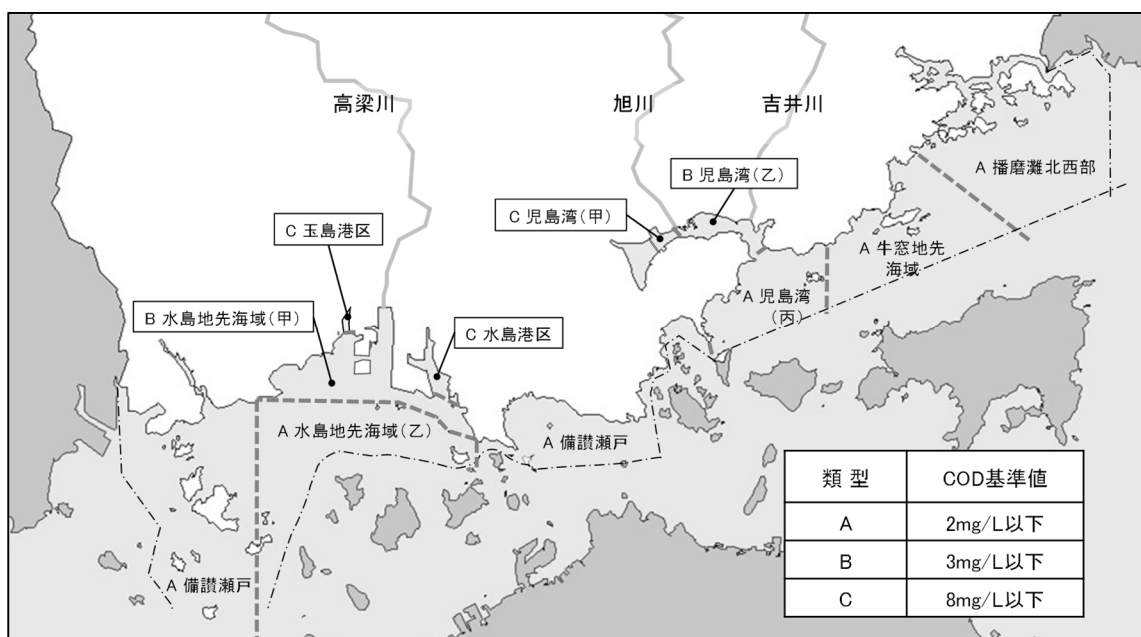 高梁川
旭川
吉井川
B 児島湾(乙)
A 播磨灘北西部
C 児島湾(甲)
C 玉島港区
A 牛窓地先
海域
A 児島湾
(丙)
B 水島地先海域(甲)
C 水島港区
A 水島地先海域(乙)
A 備讃瀬戸
A 備讃瀬戸
類 型
COD基準値
A
2mg/L以下
B
3mg/L以下
C
8mg/L以下